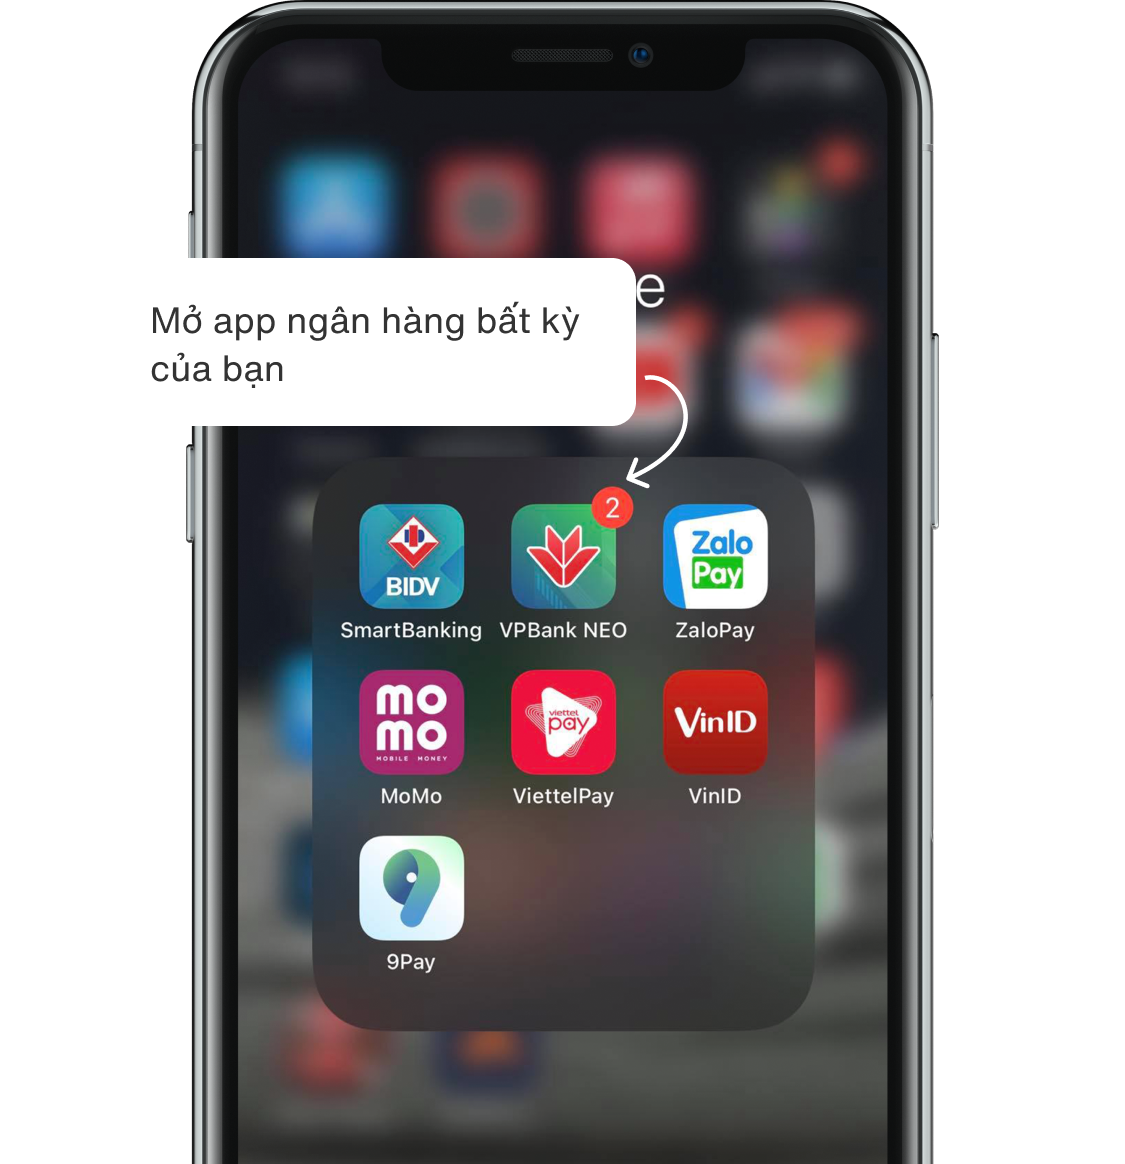 e
Mở app ngân hàng bất kỳ
của bạn
2
BIDV
Zalo
Pay
SmartBanking VPBank NEO ZaloPay
mo
mo
MOBILE MONEY
viettel
pay
VinID
MoMo ViettelPay VinID
9
9Pay